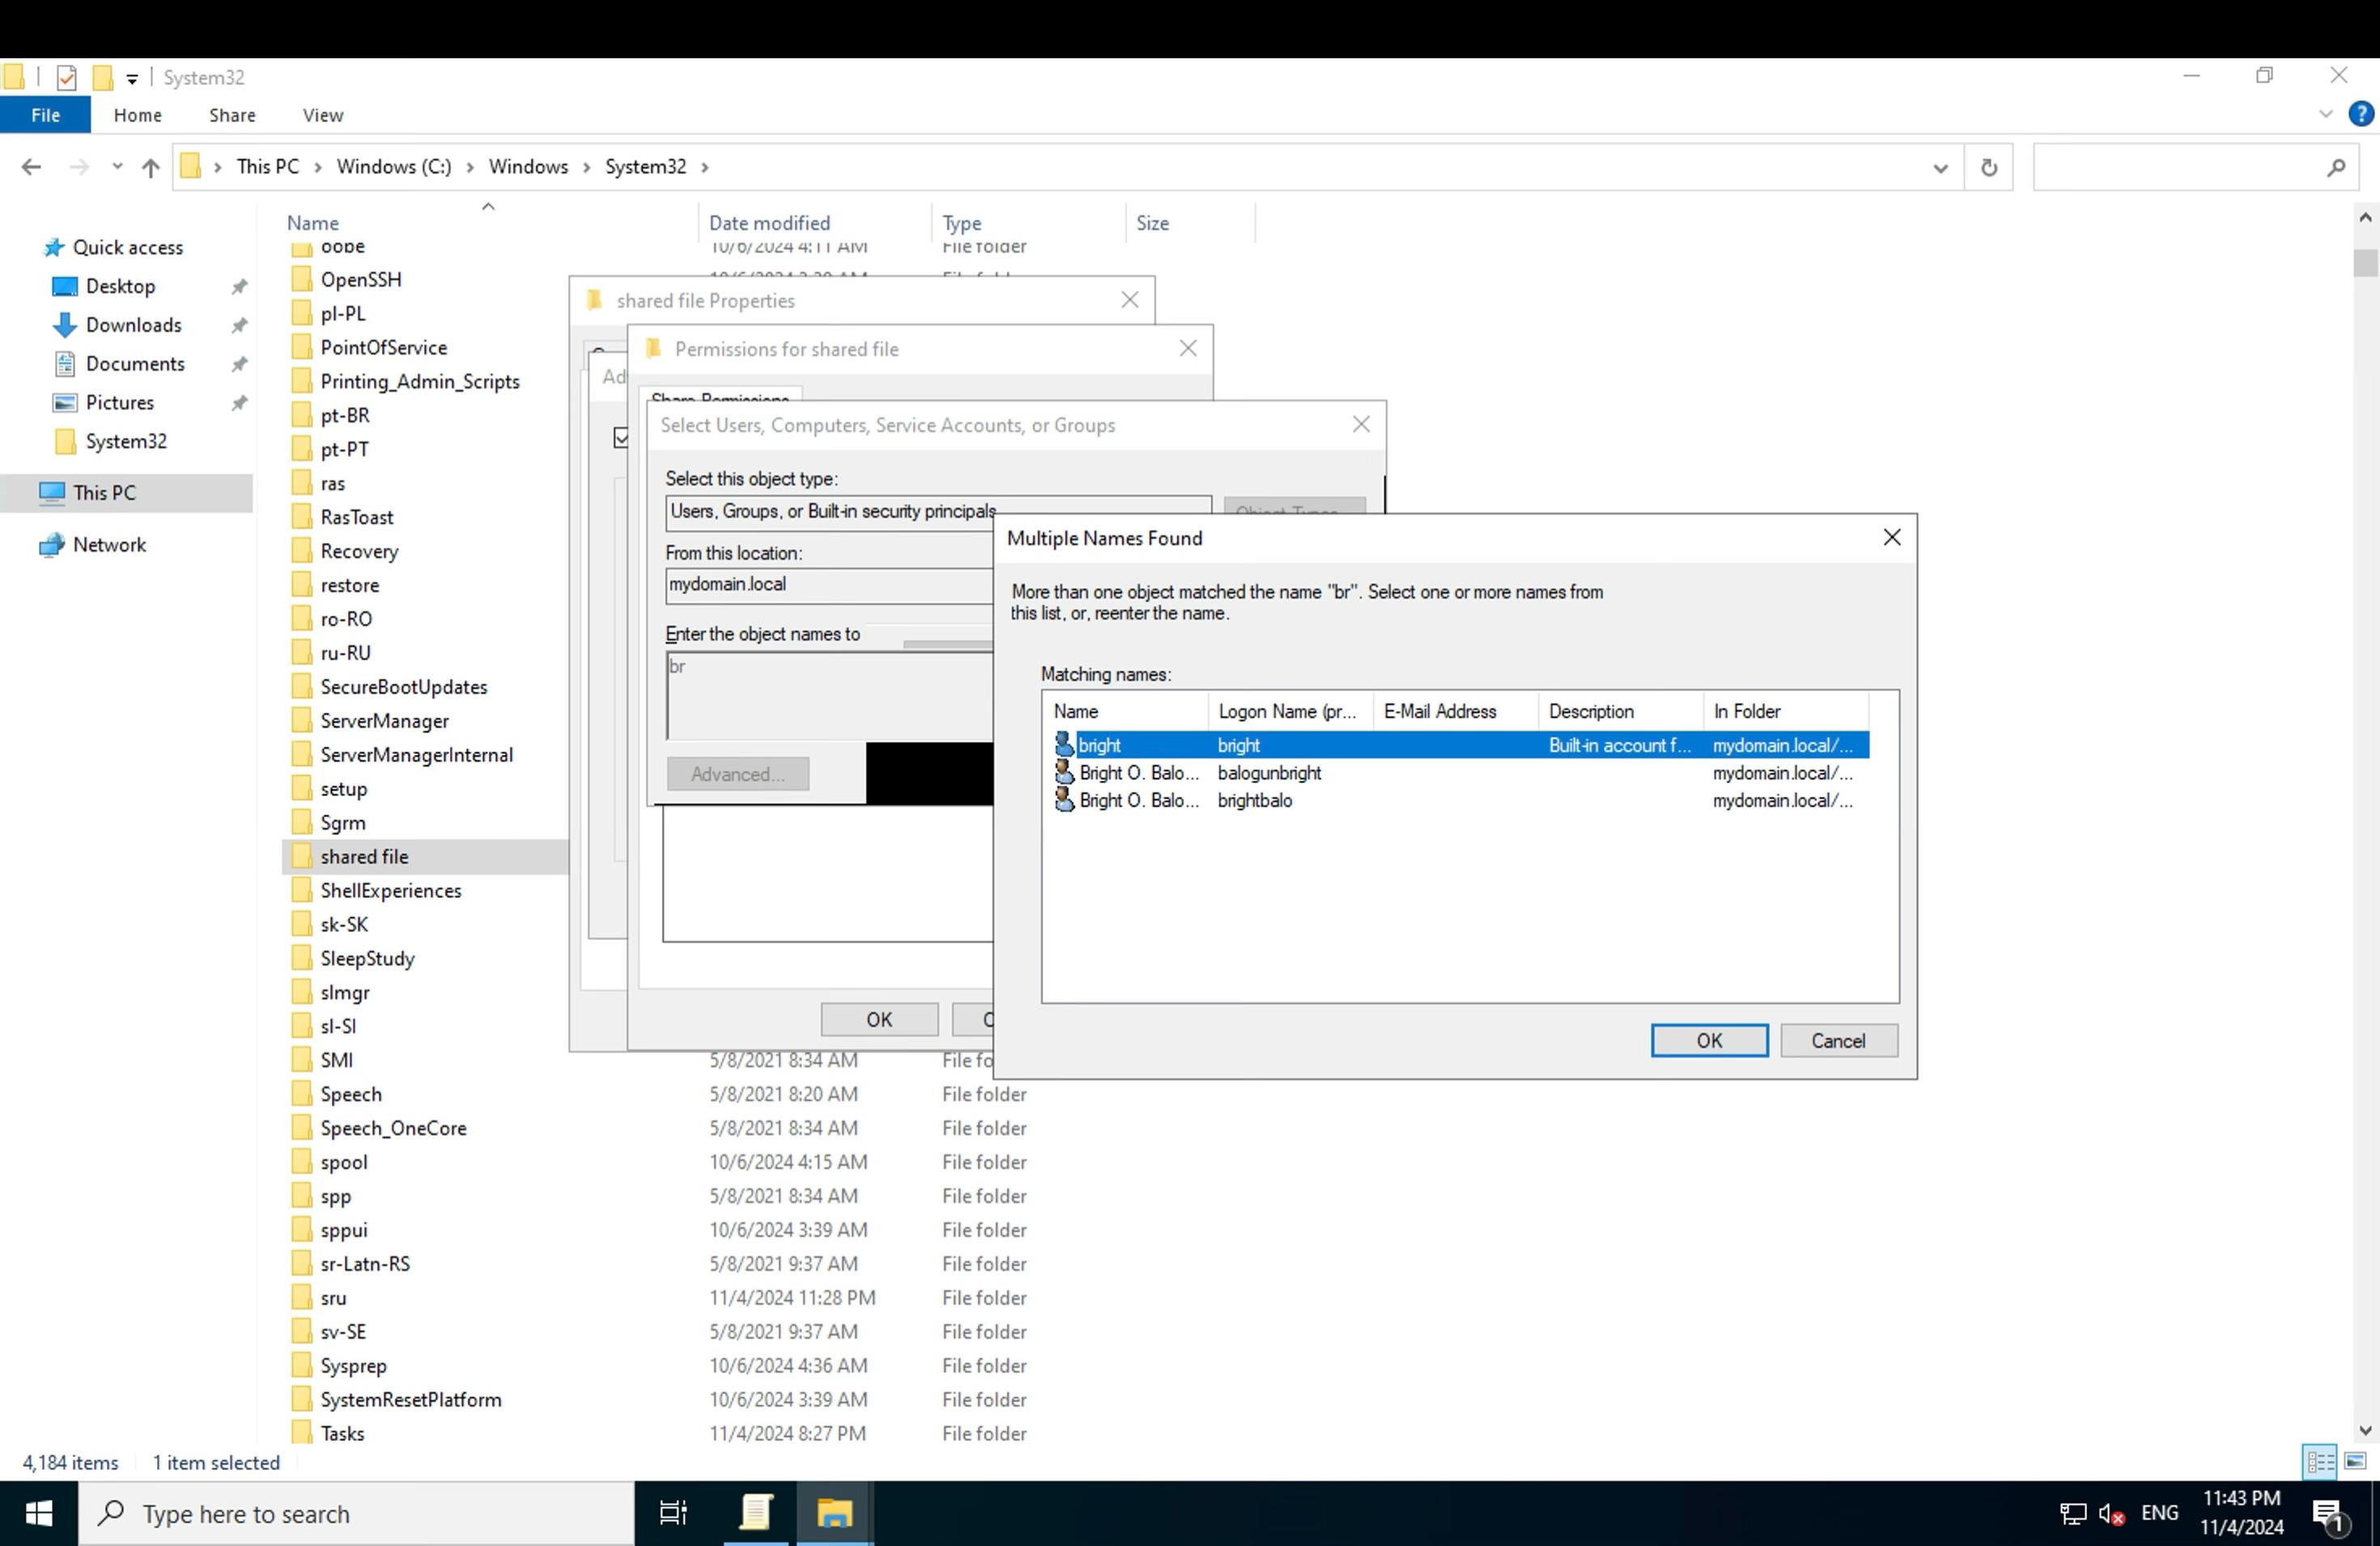 System32
File Home Share View
This PC Windows (C:) Windows System32
Name Date modified Type Size
Quick access
Desktop
Downloads
Documents
Pictures
System32
This PC
Network
oobe 10/6/2024 4:11 AM File folder
OpenSSH
pl-PL
PointOfService
Printing_Admin_Scripts
pt-BR
pt-PT
ras
RasToast
Recovery
restore
ro-RO
ru-RU
SecureBootUpdates
ServerManager
ServerManagerInternal
setup
Sgrm
shared file
ShellExperiences
sk-SK
SleepStudy
slmgr
sl-SI
SMI 5/8/2021 8:34 AM File fo
Speech 5/8/2021 8:20 AM File folder
Speech_OneCore 5/8/2021 8:34 AM File folder
spool 10/6/2024 4:15 AM File folder
spp 5/8/2021 8:34 AM File folder
sppui 10/6/2024 3:39 AM File folder
sr-Latn-RS 5/8/2021 9:37 AM File folder
sru 11/4/2024 11:28 PM File folder
sv-SE 5/8/2021 9:37 AM File folder
Sysprep 10/6/2024 4:36 AM File folder
SystemResetPlatform 10/6/2024 3:39 AM File folder
Tasks 11/4/2024 8:27 PM File folder
shared file Properties
Ad
Permissions for shared file
Share Permissions
OK C
Select Users, Computers, Service Accounts, or Groups
Select this object type:
Users, Groups, or Built-in security principals
Object Types...
From this location:
mydomain.local
Enter the object names to
br
Advanced...
Multiple Names Found
More than one object matched the name "br". Select one or more names from
this list, or, reenter the name.
Matching names:
Name Logon Name (pr... E-Mail Address Description In Folder
bright bright Built-in account f... mydomain.local/...
Bright O. Balo... balogunbright mydomain.local/...
Bright O. Balo... brightbalo mydomain.local/...
OK Cancel
4,184 items 1 item selected
Type here to search
ENG
11:43 PM
11/4/2024
1